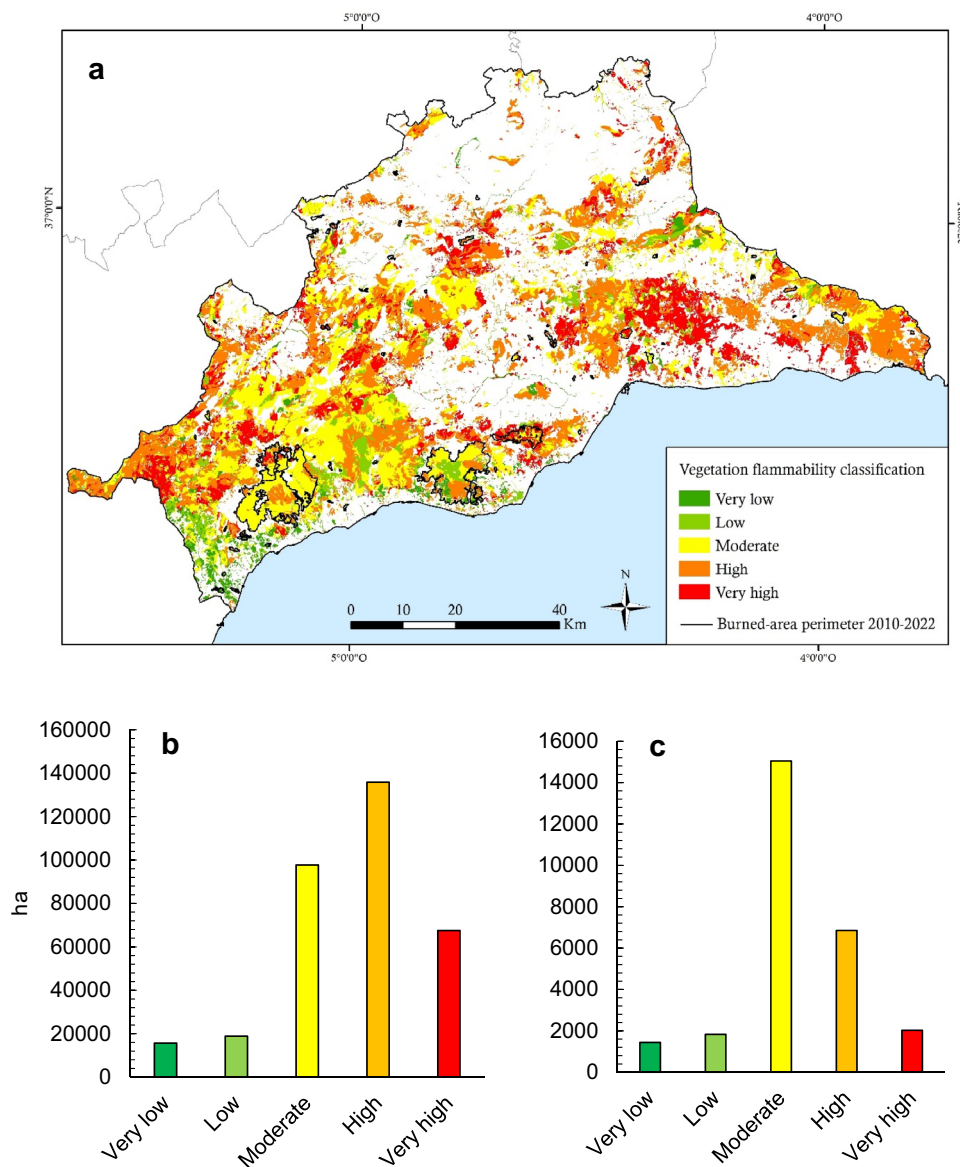 5°0'0"O 4°0'0"O
a
37°0'0"N
Vegetation flammability classification
Very low
Low
Moderate
High
Very high
Burned-area perimeter 2010-2022
N
0 10 20 40
Km
5°0'0"O 4°0'0"O
b
ha
160000
140000
120000
100000
80000
60000
40000
20000
0
Very low
Low
Moderate
High
Very high
c
16000
14000
12000
10000
8000
6000
4000
2000
0
Very low
Low
Moderate
High
Very high